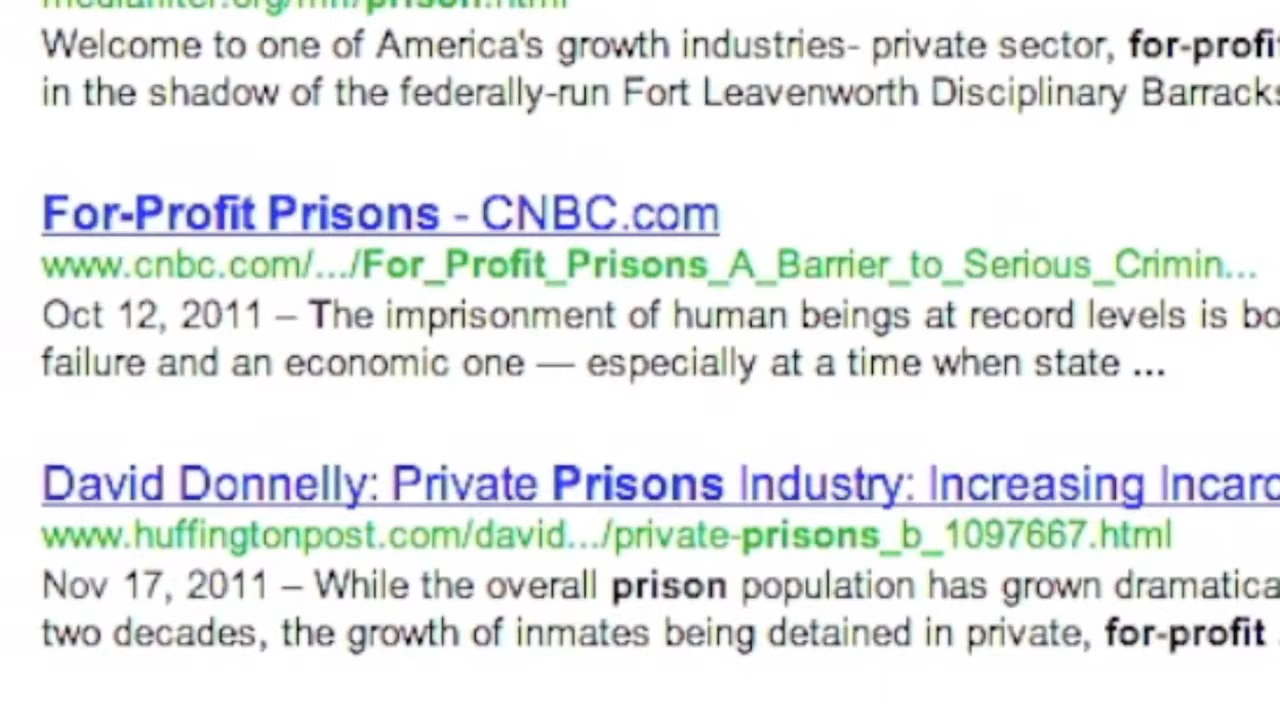 Welcome to one of America's growth industries- private sector, for-profit
in the shadow of the federally-run Fort Leavenworth Disciplinary Barracks
For-Profit Prisons - CNBC.com
www.cnbc.com/.../For_Profit_Prisons_A_Barrier_to_Serious_Crimin...
Oct 12, 2011 – The imprisonment of human beings at record levels is bo
failure and an economic one — especially at a time when state ...
David Donnelly: Private Prisons Industry: Increasing Incarc
www.huffingtonpost.com/david.../private-prisons_b_1097667.html
Nov 17, 2011 – While the overall prison population has grown dramatica
two decades, the growth of inmates being detained in private, for-profit .